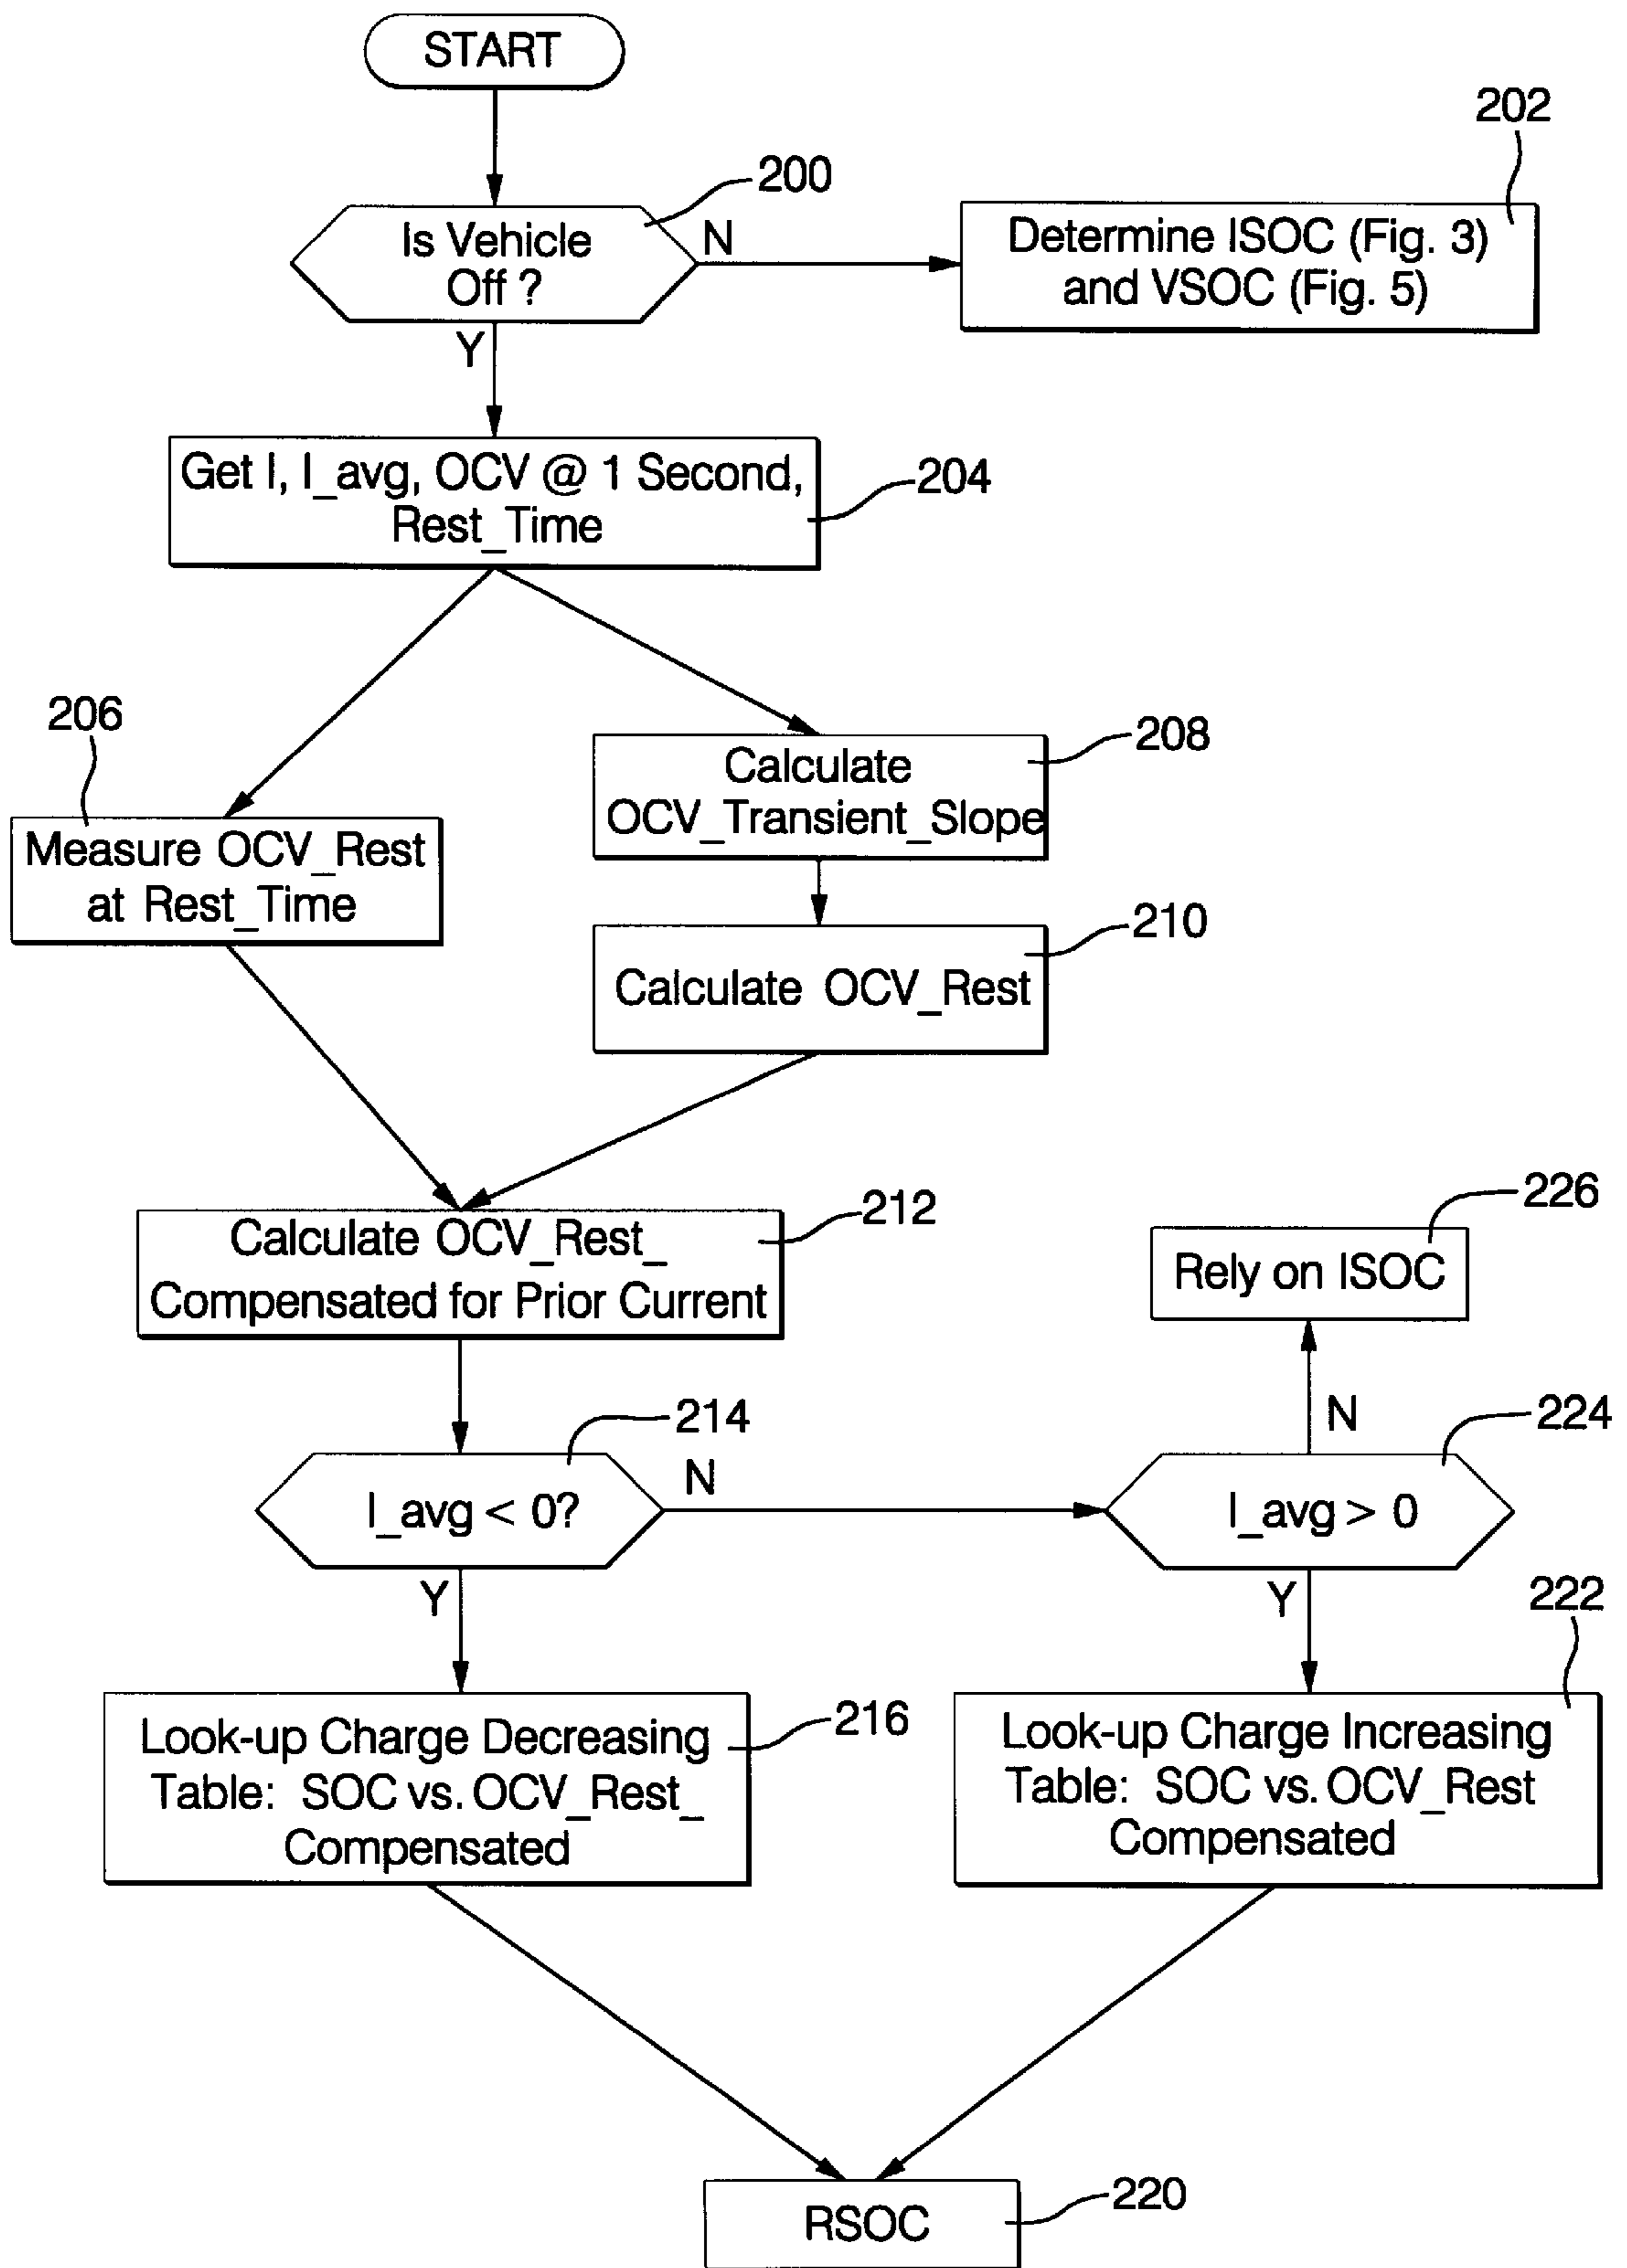 START
200
Is Vehicle
Off ?
N
Y
202
Determine ISOC (Fig. 3)
and VSOC (Fig. 5)
Get I, I_avg, OCV @ 1 Second,
Rest_Time
204
206
Measure OCV_Rest
at Rest_Time
208
Calculate
OCV_Transient_Slope
210
Calculate OCV_Rest
212
Calculate OCV_Rest_
Compensated for Prior Current
226
Rely on ISOC
214
I_avg < 0?
N
Y
224
I_avg > 0
N
Y
216
Look-up Charge Decreasing
Table: SOC vs. OCV_Rest_
Compensated
222
Look-up Charge Increasing
Table: SOC vs. OCV_Rest
Compensated
RSOC
220